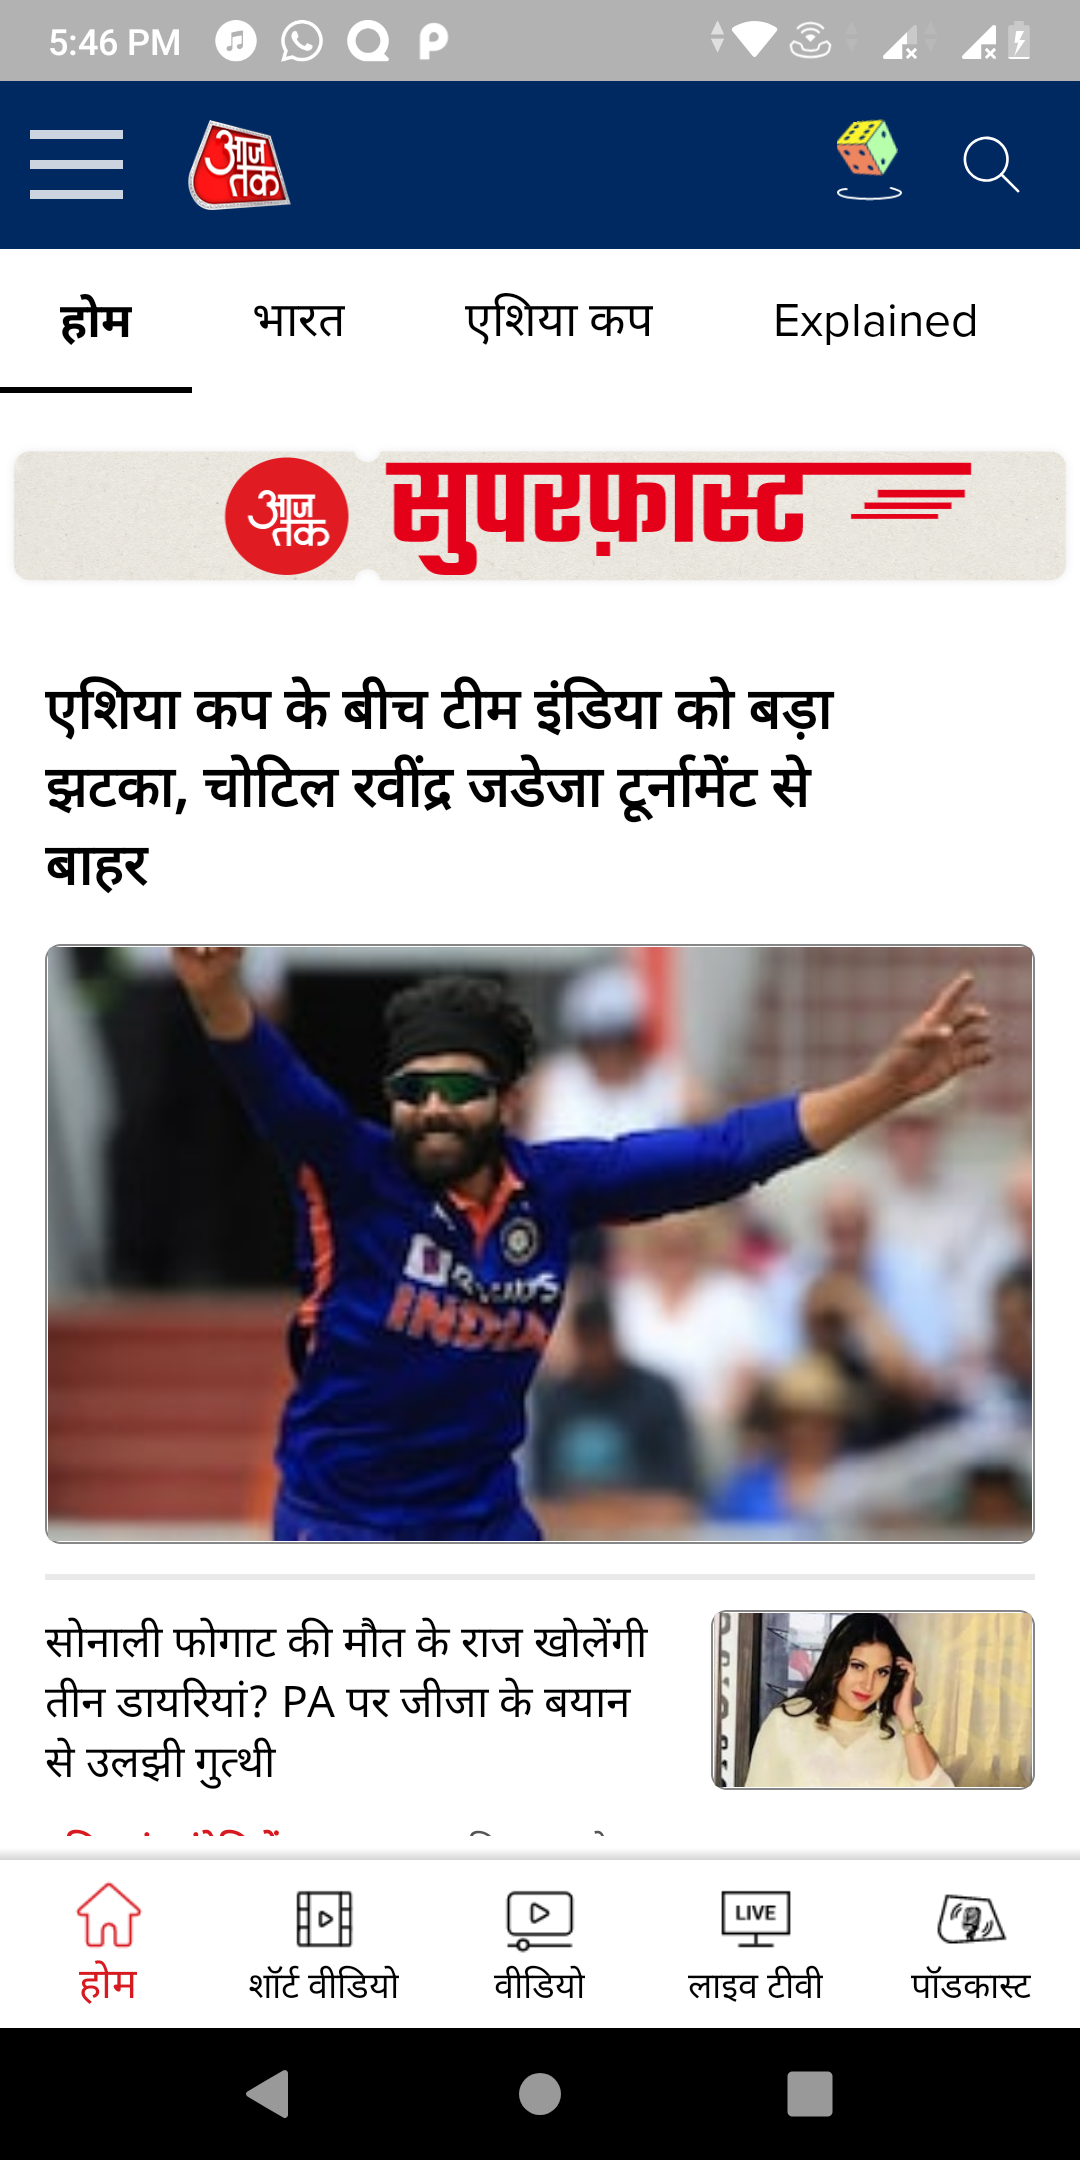 5:46 PM
आज तक
होम भारत एशिया कप Explained
आज तक सुपरफ़ास्ट
एशिया कप के बीच टीम इंडिया को बड़ा
झटका, चोटिल रवींद्र जडेजा टूर्नामेंट से
बाहर
INDIA
सोनाली फोगाट की मौत के राज खोलेंगी
तीन डायरियां? PA पर जीजा के बयान
से उलझी गुत्थी
LIVE
होम शॉर्ट वीडियो वीडियो लाइव टीवी पॉडकास्ट